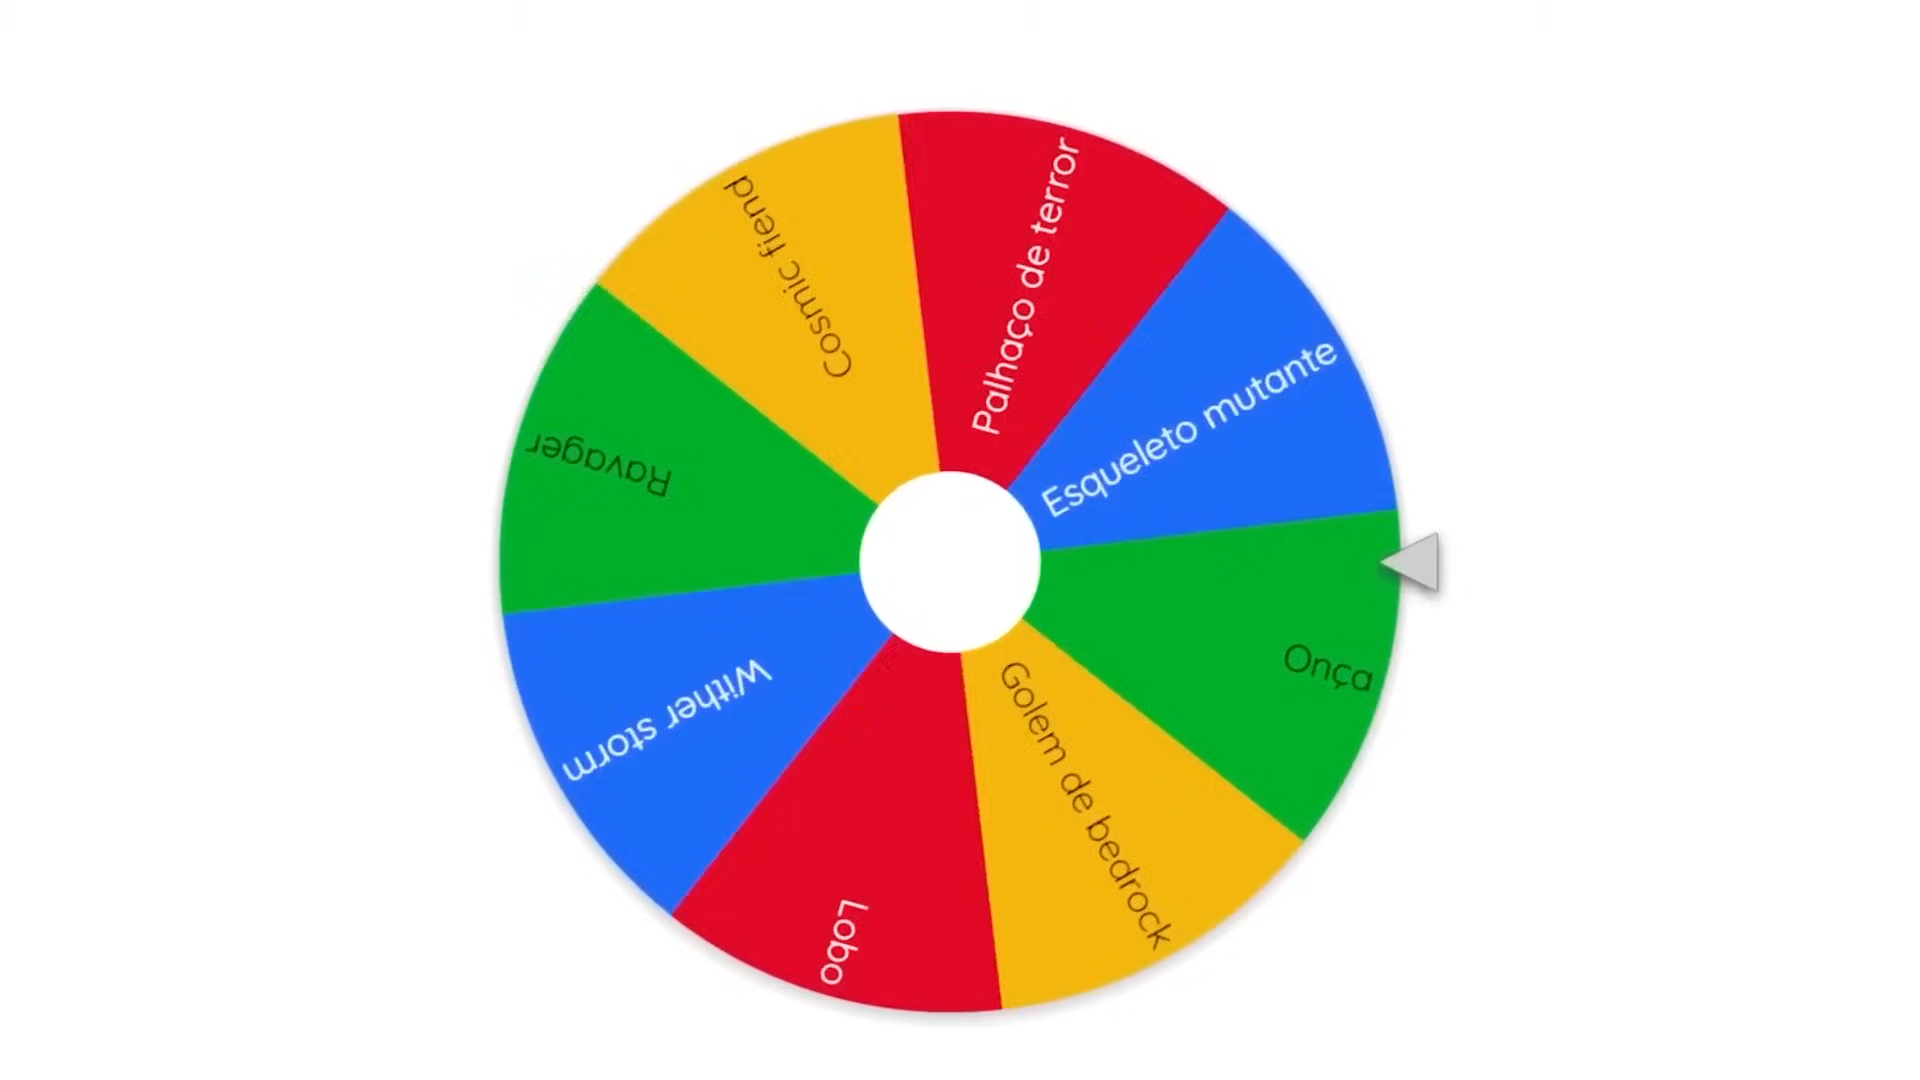 Palhaço de terror
Esqueleto mutante
Onça
Golem de bedrock
Lobo
Wither storm
Ravager
Cosmic fiend